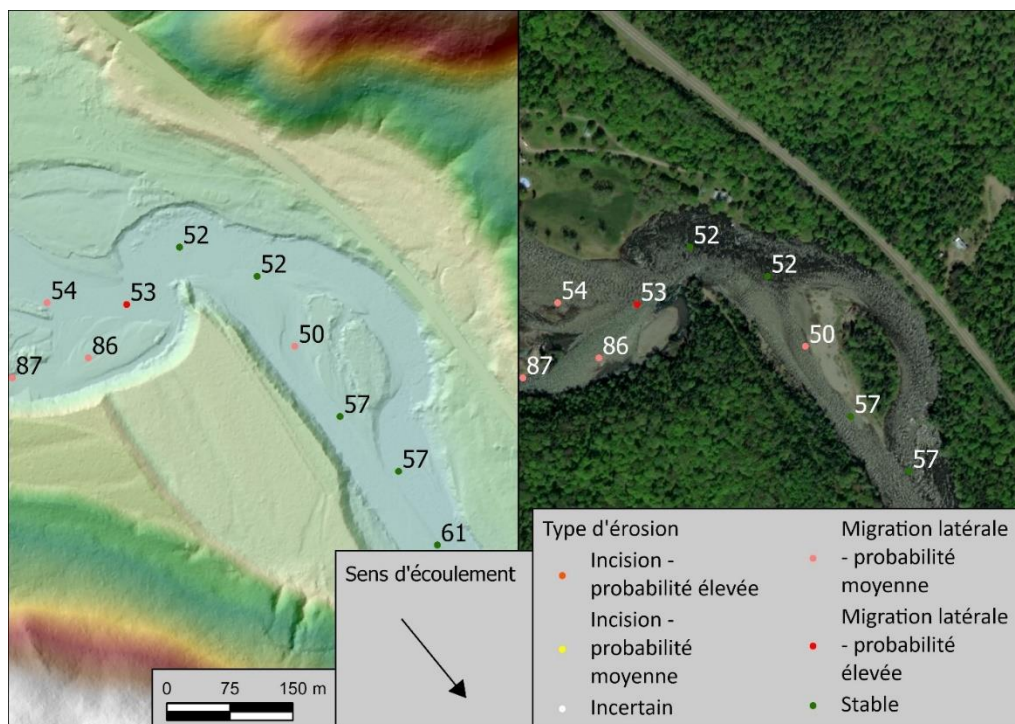 52
52
54
53
50
86
87
57
57
61
52
52
54
53
50
86
87
57
57
Sens d'écoulement
0 75 150 m
Type d'érosion
Incision -
probabilité élevée
Incision -
probabilité
moyenne
Incertain
Migration latérale
- probabilité
moyenne
Migration latérale
- probabilité
élevée
Stable